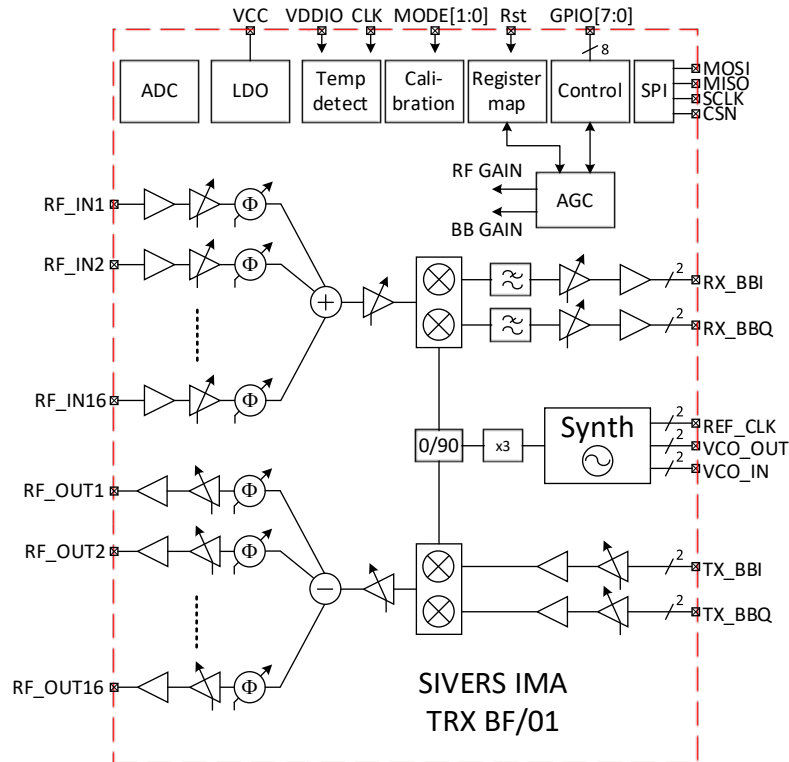 VCC VDDIO CLK MODE[1:0] Rst GPIO[7:0]
8
ADC
LDO
Temp
detect
Cali-
bration
Register
map
Control
SPI
MOSI
MISO
SCLK
CSN
RF GAIN
BB GAIN
AGC
RF_IN1
Φ
RF_IN2
Φ
RF_IN16
Φ
+
2
RX_BBI
2
RX_BBQ
0/90
x3
Synth
2
REF_CLK
2
VCO_OUT
2
VCO_IN
RF_OUT1
Φ
RF_OUT2
Φ
RF_OUT16
Φ
−
2
TX_BBI
2
TX_BBQ
SIVERS IMA
TRX BF/01